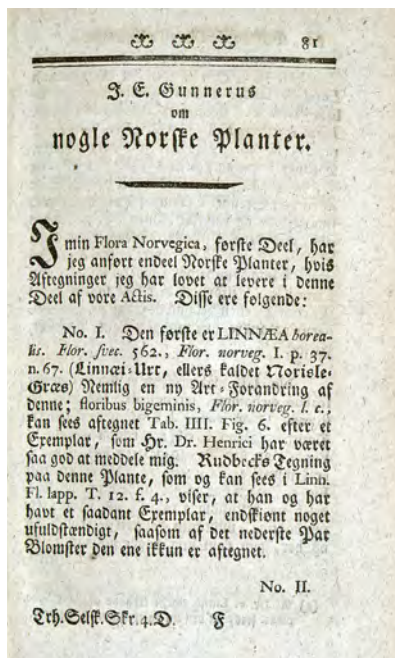 81
J. E. Gunnerus
om
nogle Norske Planter.
I min Flora Norvegica, første Deel, har
jeg anført endeel Norske Planter, hvis
Aftegninger jeg har lovet at levere i denne
Deel af vore Actis. Disse ere følgende:
No. I. Den første er LINNÆA borea-
lis. Flor. svec. 562., Flor. norveg. I. p. 37.
n. 67. (Linnæi-Urt, ellers kaldet Norisle-
Græs) Nemlig en ny Art-Forandring af
denne; floribus bigeminis, Flor. norveg. l. c.,
kan sees aftegnet Tab. IIII. Fig. 6. efter et
Exemplar, som Hr. Dr. Henrici har været
saa god at meddele mig. Rudbecks Tegning
paa denne Plante, som og kan sees i Linn.
Fl. lapp. T. 12. f. 4., viser, at han og har
havt et saadant Exemplar, endskiønt noget
ufuldstændigt, saasom af det nederste Par
Blomster den ene ikkun er aftegnet.
No. II.
Trh. Selsk. Skr. 4. D. F